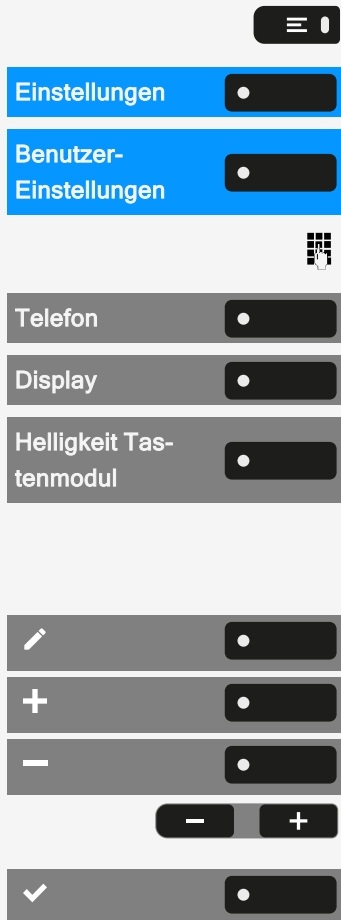 Einstellungen
Benutzer-
Einstellungen
Telefon
Display
Helligkeit Tas-
tenmodul